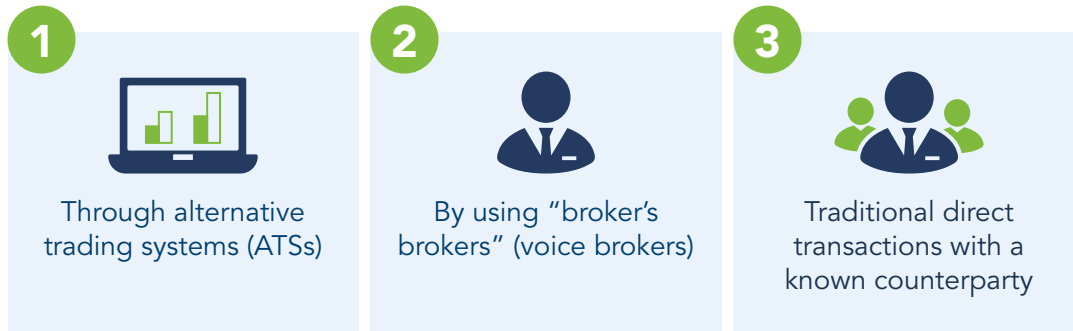 1
Through alternative
trading systems (ATSs)
2
By using “broker’s
brokers” (voice brokers)
3
Traditional direct
transactions with a
known counterparty